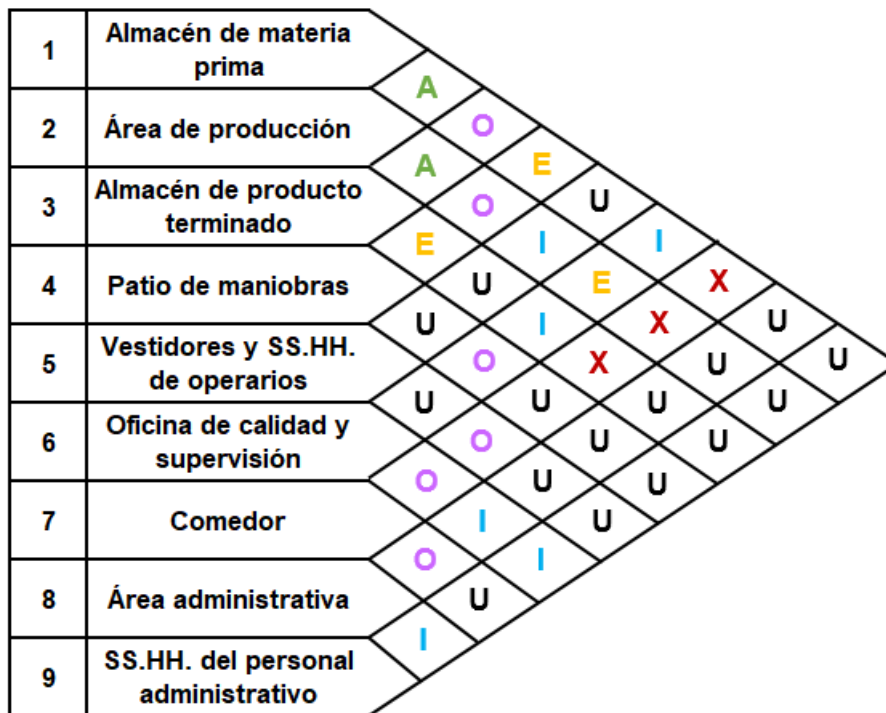 1 Almacén de materia
prima
2 Área de producción
3 Almacén de producto
terminado
4 Patio de maniobras
5 Vestidores y SS.HH.
de operarios
6 Oficina de calidad y
supervisión
7 Comedor
8 Área administrativa
9 SS.HH. del personal
administrativo
A
O
A E
O U
E I I
U E X
U I X U
O X U U
U U U U
O U U
O U U
I U
O I
U
I